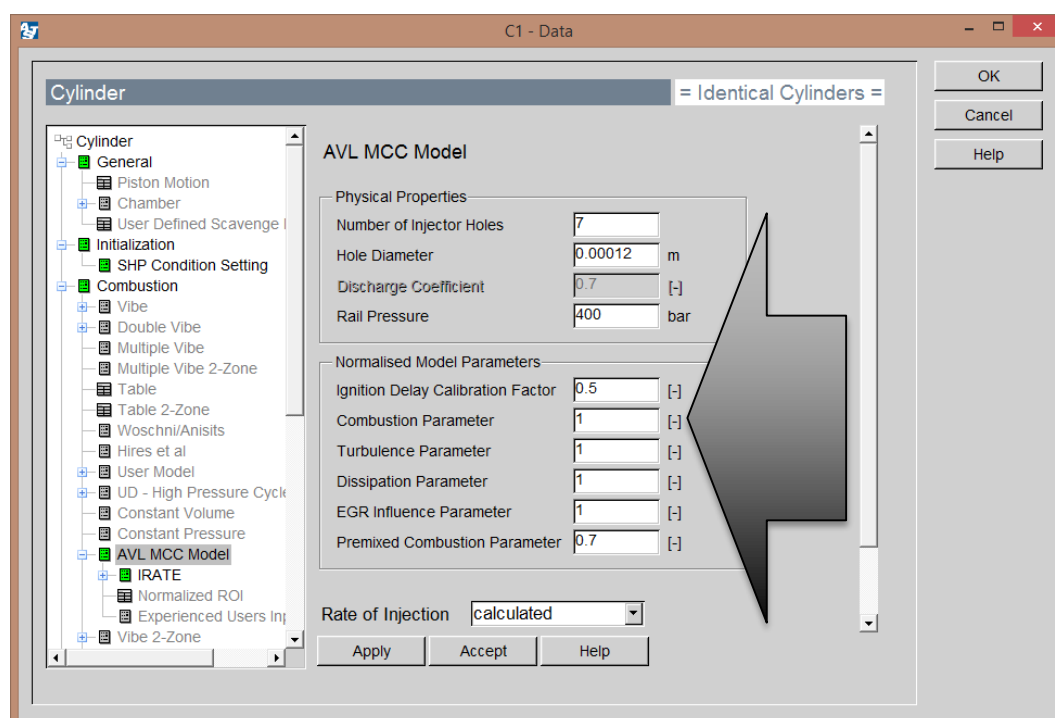 C1 - Data
OK
Cancel
Help
Cylinder
= Identical Cylinders =
Cylinder
General
Piston Motion
Chamber
User Defined Scavenge
Initialization
SHP Condition Setting
Combustion
Vibe
Double Vibe
Multiple Vibe
Multiple Vibe 2-Zone
Table
Table 2-Zone
Woschni/Anisits
Hires et al
User Model
UD - High Pressure Cycle
Constant Volume
Constant Pressure
AVL MCC Model
IRATE
Normalized ROI
Experienced Users Inp
Vibe 2-Zone
AVL MCC Model
Physical Properties
Number of Injector Holes 7
Hole Diameter 0.00012 m
Discharge Coefficient 0.7 [-]
Rail Pressure 400 bar
Normalised Model Parameters
Ignition Delay Calibration Factor 0.5 [-]
Combustion Parameter 1 [-]
Turbulence Parameter 1 [-]
Dissipation Parameter 1 [-]
EGR Influence Parameter 1 [-]
Premixed Combustion Parameter 0.7 [-]
Rate of Injection calculated
Apply Accept Help